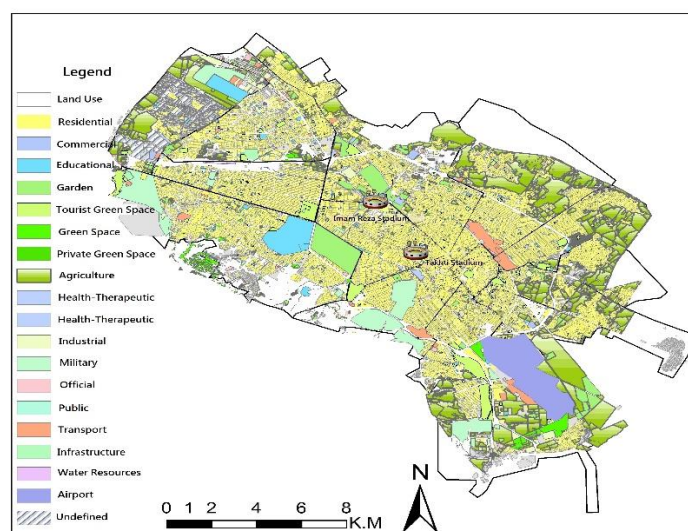 Legend
Land Use
Residential
Commercial
Educational
Garden
Tourist Green Space
Green Space
Private Green Space
Agriculture
Health-Therapeutic
Health-Therapeutic
Industrial
Military
Official
Public
Transport
Infrastructure
Water Resources
Airport
Undefined
Imam Reza Stadium
Takhti Stadium
N
0 1 2 4 6 8
K.M